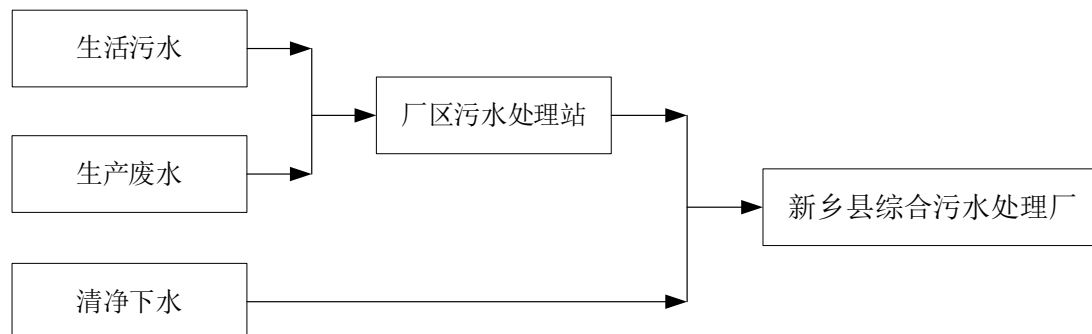 生活污水
厂区污水处理站
生产废水
新乡县综合污水处理厂
清净下水